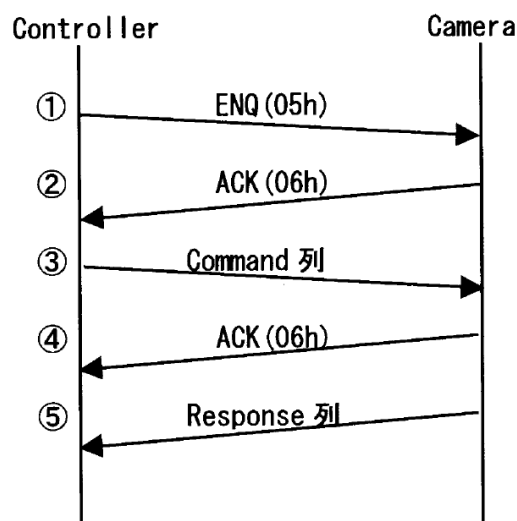 Controller Camera
① ENQ(05h)
② ACK(06h)
③ Command 列
④ ACK(06h)
⑤ Response 列